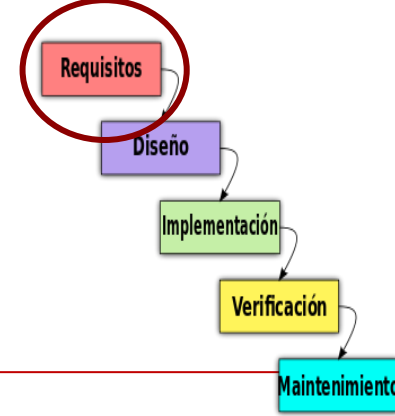 Requisitos
Diseño
Implementación
Verificación
Maintenimiento